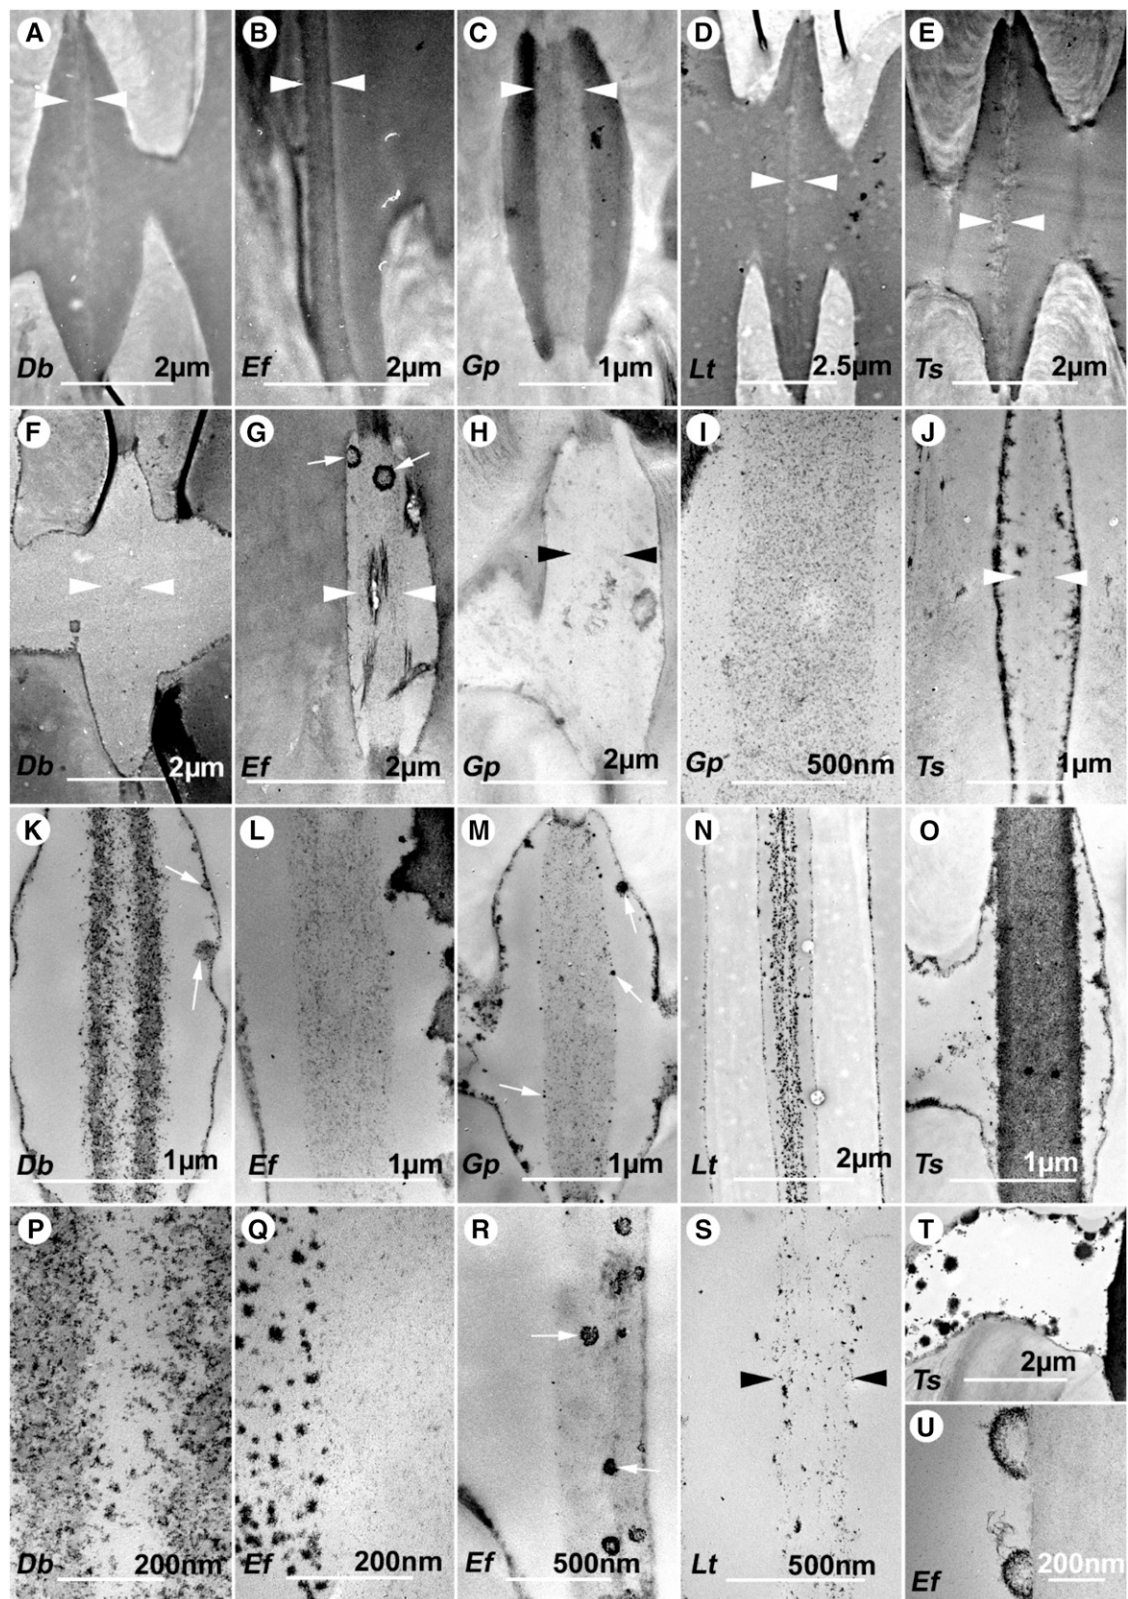 A
B
C
D
E
Db 2µm
Ef 2µm
Gp 1µm
Lt 2.5µm
Ts 2µm
F
G
H
I
J
Db 2µm
Ef 2µm
Gp 2µm
Gp 500nm
Ts 1µm
K
L
M
N
O
Db 1µm
Ef 1µm
Gp 1µm
Lt 2µm
Ts 1µm
P
Q
R
S
T
Ts 2µm
U
Db 200nm
Ef 200nm
Ef 500nm
Lt 500nm
Ef 200nm